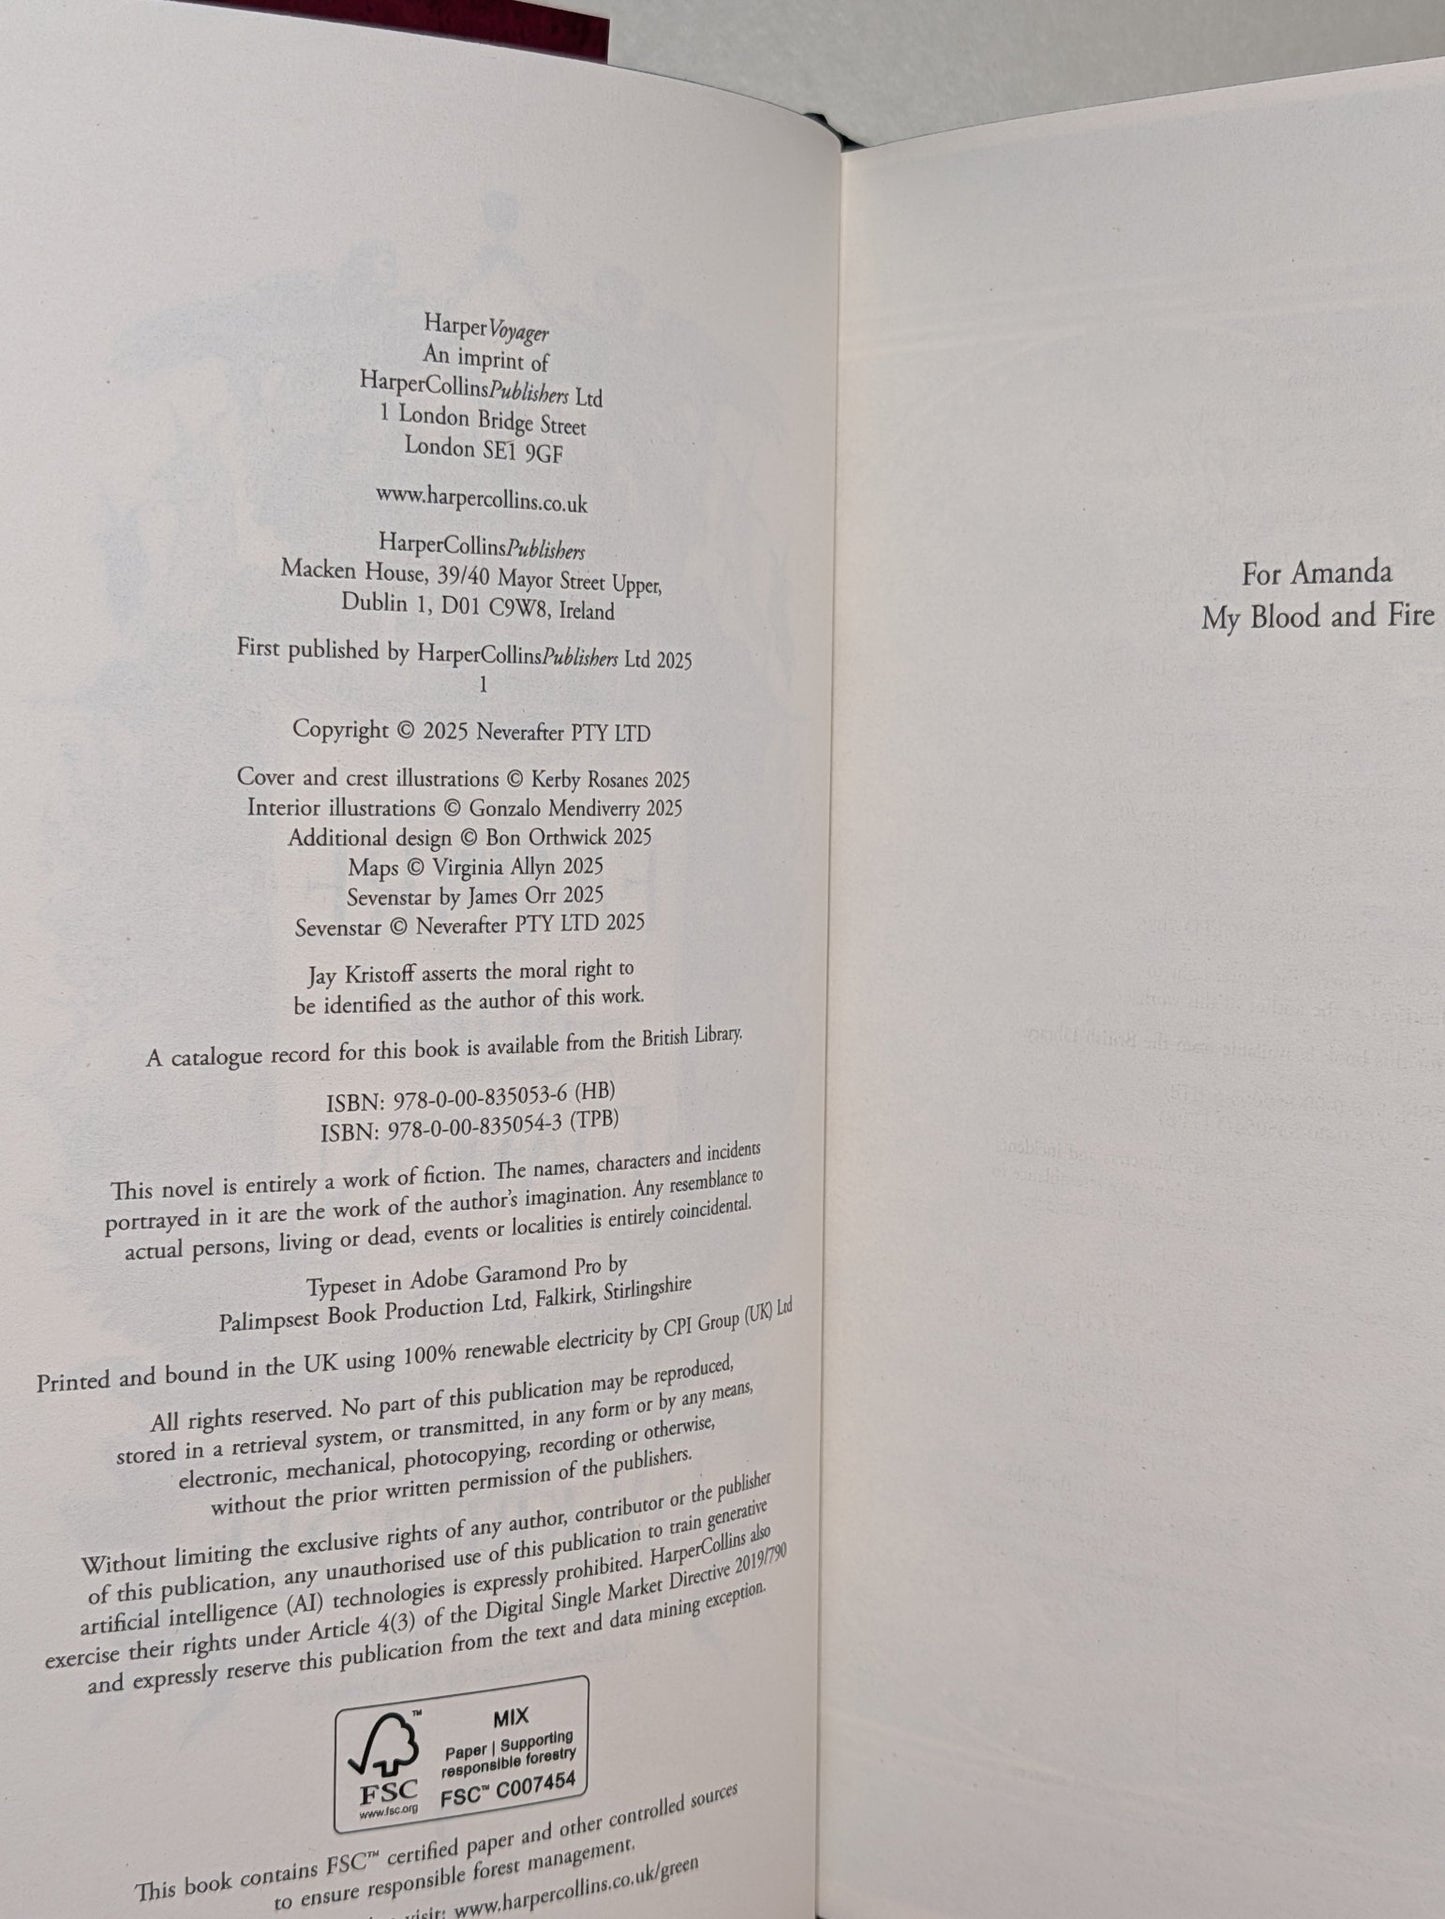 HarperVoyager
An imprint of
HarperCollinsPublishers Ltd
1 London Bridge Street
London SE1 9GF
www.harpercollins.co.uk
HarperCollinsPublishers
Macken House, 39/40 Mayor Street Upper,
Dublin 1, D01 C9W8, Ireland
First published by HarperCollinsPublishers Ltd 2025
1
Copyright © 2025 Neverafter PTY LTD
Cover and crest illustrations © Kerby Rosanes 2025
Interior illustrations © Gonzalo Mendiverry 2025
Additional design © Bon Orthwick 2025
Maps © Virginia Allyn 2025
Sevenstar by James Orr 2025
Sevenstar © Neverafter PTY LTD 2025
Jay Kristoff asserts the moral right to
be identified as the author of this work.
A catalogue record for this book is available from the British Library.
ISBN: 978-0-00-835053-6 (HB)
ISBN: 978-0-00-835054-3 (TPB)
This novel is entirely a work of fiction. The names, characters and incidents
portrayed in it are the work of the author's imagination. Any resemblance to
actual persons, living or dead, events or localities is entirely coincidental.
Typeset in Adobe Garamond Pro by
Palimpsest Book Production Ltd, Falkirk, Stirlingshire
Printed and bound in the UK using 100% renewable electricity by CPI Group (UK) Ltd
All rights reserved. No part of this publication may be reproduced,
stored in a retrieval system, or transmitted, in any form or by any means,
electronic, mechanical, photocopying, recording or otherwise,
without the prior written permission of the publishers.
Without limiting the exclusive rights of any author, contributor or the publisher
of this publication, any unauthorised use of this publication to train generative
artificial intelligence (AI) technologies is expressly prohibited. HarperCollins also
exercise their rights under Article 4(3) of the Digital Single Market Directive 2019/790
and expressly reserve this publication from the text and data mining exception.
FSC™
www.fsc.org
MIX
Paper | Supporting
responsible forestry
FSC™ C007454
This book contains FSC™ certified paper and other controlled sources
to ensure responsible forest management.
visit: www.harpercollins.co.uk/green
For Amanda
My Blood and Fire